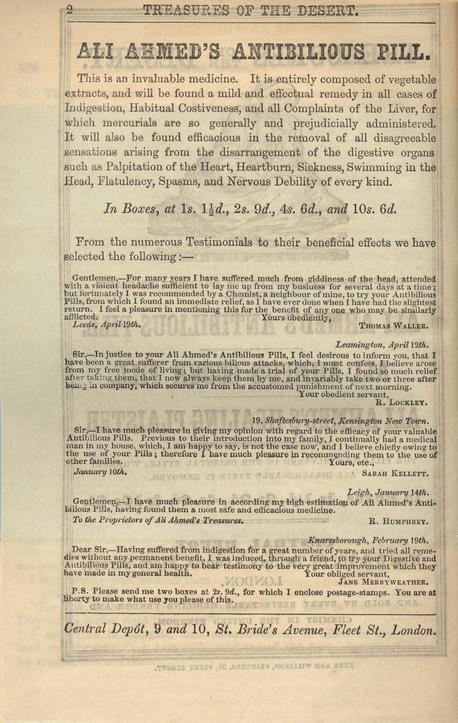 2 TREASURES OF THE DESERT.
ALI AHMED'S ANTIBILIOUS PILL.
This is an invaluable medicine. It is entirely composed of vegetable
extracts, and will be found a mild and effectual remedy in all cases of
Indigestion, Habitual Costiveness, and all Complaints of the Liver, for
which mercurials are so generally and prejudicially administered.
It will also be found efficacious in the removal of all disagreeable
sensations arising from the disarrangement of the digestive organs
such as Palpitation of the Heart, Heartburn, Sickness, Swimming in the
Head, Flatulency, Spasms, and Nervous Debility of every kind.
In Boxes, at 1s. 1½d., 2s. 9d., 4s. 6d., and 10s. 6d.
From the numerous Testimonials to their beneficial effects we have
selected the following:—
Gentlemen,—For many years I have suffered much from giddiness of the head, attended
with a violent headache sufficient to lay me up from my business for several days at a time;
but fortunately I was recommended by a Chemist, a neighbour of mine, to try your Antibilious
Pills, from which I found an immediate relief, as I have ever done when I have had the slightest
return. I feel a pleasure in mentioning this for the benefit of any one who may be similarly
afflicted. Yours obediently,
Leeds, April 19th. THOMAS WALLER.
Leamington, April 12th.
Sir,—In justice to your Ali Ahmed's Antibilious Pills, I feel desirous to inform you, that I
have been a great sufferer from various bilious attacks, which, I must confess, I believe arose
from my free mode of living; but having made a trial of your Pills, I found so much relief
after taking them, that I now always keep them by me, and invariably take two or three after
being in company, which secures me from the accustomed punishment of next morning.
Your obedient servant,
R. LOCKLEY.
19, Shaftesbury-street, Kensington New Town.
Sir,—I have much pleasure in giving my opinion with regard to the efficacy of your valuable
Antibilious Pills. Previous to their introduction into my family, I continually had a medical
man in my house, which, I am happy to say, is not the case now, and I believe chiefly owing to
the use of your Pills; therefore I have much pleasure in recommending them to the use of
other families. Yours, etc.,
January 10th. SARAH KELLETT.
Leigh, January 14th.
Gentlemen,—I have much pleasure in according my high estimation of Ali Ahmed's Anti-
bilious Pills, having found them a most safe and efficacious medicine.
To the Proprietors of Ali Ahmed's Treasures. R. HUMPHREY.
Knaresborough, February 19th.
Dear Sir,—Having suffered from indigestion for a great number of years, and tried all reme-
dies without any permanent benefit, I was induced, through a friend, to try your Digestive and
Antibilious Pills, and am happy to bear testimony to the very great improvement which they
have made in my general health. Your obliged servant,
JANE MERRYWEATHER.
P.S. Please send me two boxes at 2s. 9d., for which I enclose postage-stamps. You are at
liberty to make what use you please of this.
Central Depôt, 9 and 10, St. Bride's Avenue, Fleet St., London.